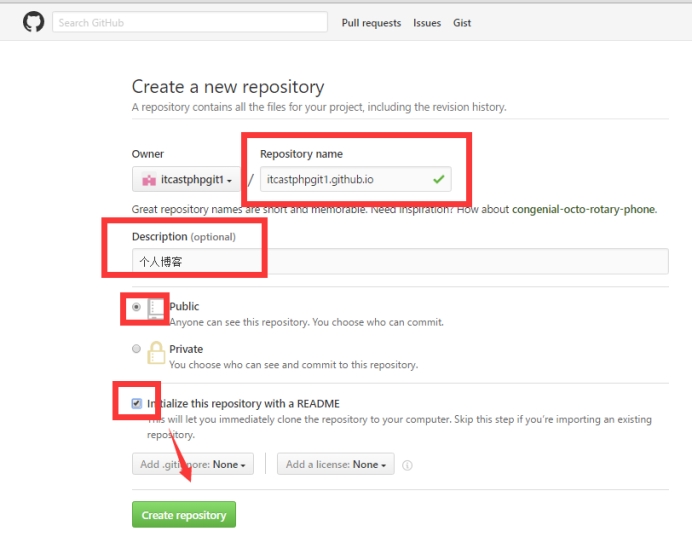 Search GitHub
Pull requests Issues Gist
Create a new repository
A repository contains all the files for your project, including the revision history.
Owner Repository name
itcastphpgit1 / itcastphpgit1.github.io
Great repository names are short and memorable. Need inspiration? How about congenial-octo-rotary-phone.
Description (optional)
个人博客
Public
Anyone can see this repository. You choose who can commit.
Private
You choose who can see and commit to this repository.
Initialize this repository with a README
This will let you immediately clone the repository to your computer. Skip this step if you're importing an existing
repository.
Add .gitignore: None Add a license: None
Create repository